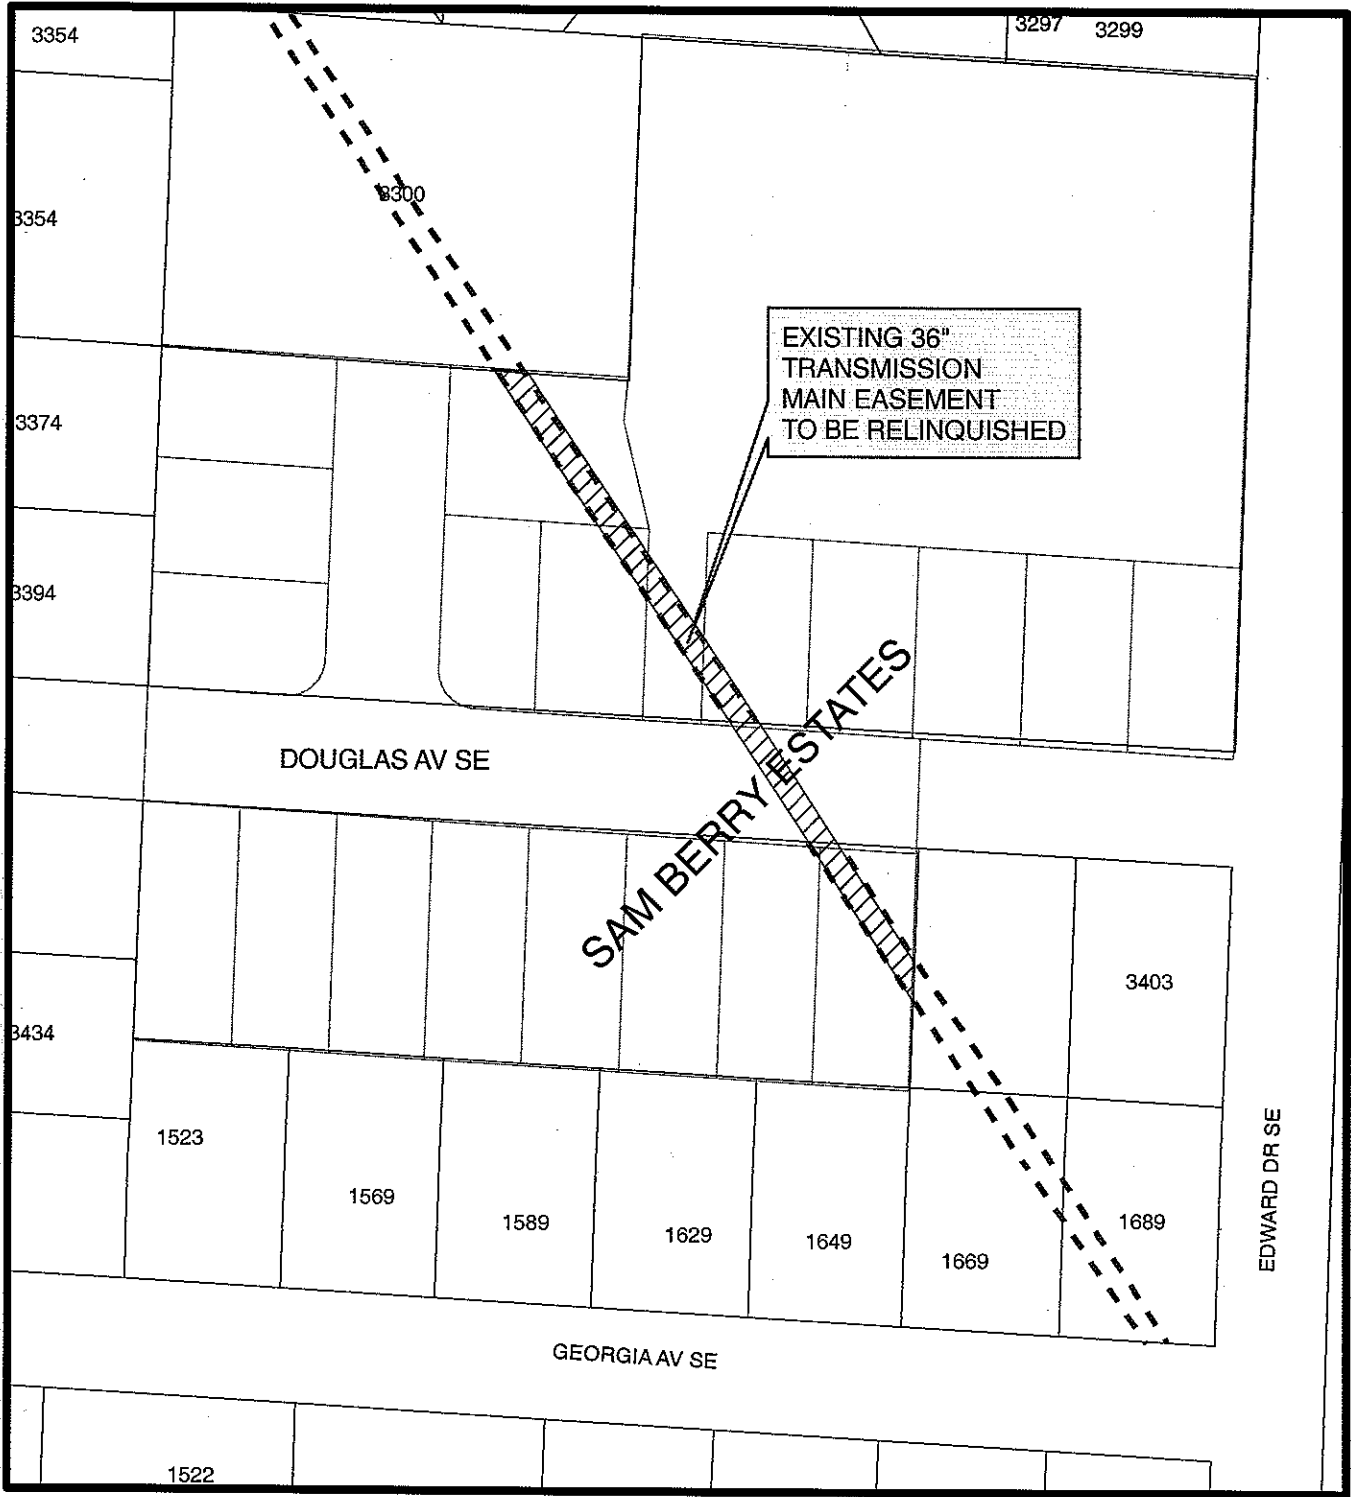 3297 3299
3354
3300
3354
EXISTING 36"
TRANSMISSION
MAIN EASEMENT
TO BE RELINQUISHED
3374
3394
SAM BERRY ESTATES
DOUGLAS AV SE
3403
3434
1523
1569
1589
1629
1649
1669
1689
EDWARD DR SE
GEORGIA AV SE
1522